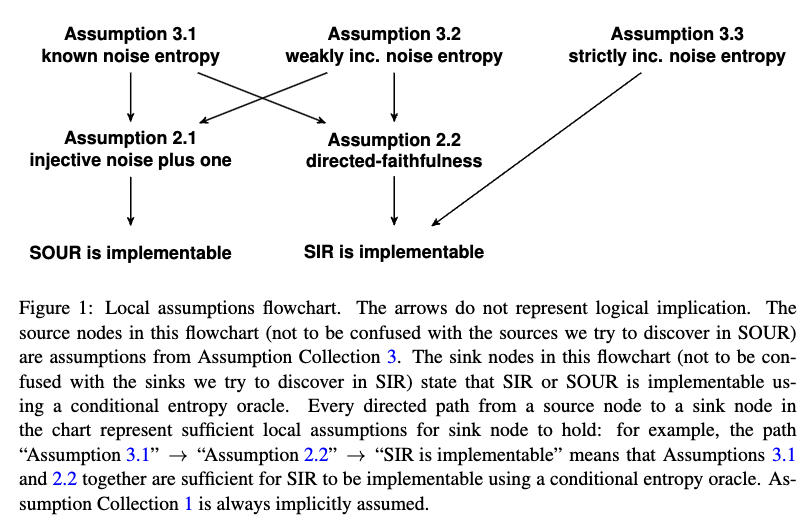 Assumption 3.1
known noise entropy
Assumption 3.2
weakly inc. noise entropy
Assumption 3.3
strictly inc. noise entropy
Assumption 2.1
injective noise plus one
Assumption 2.2
directed-faithfulness
SOUR is implementable
SIR is implementable
Figure 1: Local assumptions flowchart. The arrows do not represent logical implication. The
source nodes in this flowchart (not to be confused with the sources we try to discover in SOUR)
are assumptions from Assumption Collection 3. The sink nodes in this flowchart (not to be con-
fused with the sinks we try to discover in SIR) state that SIR or SOUR is implementable us-
ing a conditional entropy oracle. Every directed path from a source node to a sink node in
the chart represent sufficient local assumptions for sink node to hold: for example, the path
“Assumption 3.1” → “Assumption 2.2” → “SIR is implementable” means that Assumptions 3.1
and 2.2 together are sufficient for SIR to be implementable using a conditional entropy oracle. As-
sumption Collection 1 is always implicitly assumed.